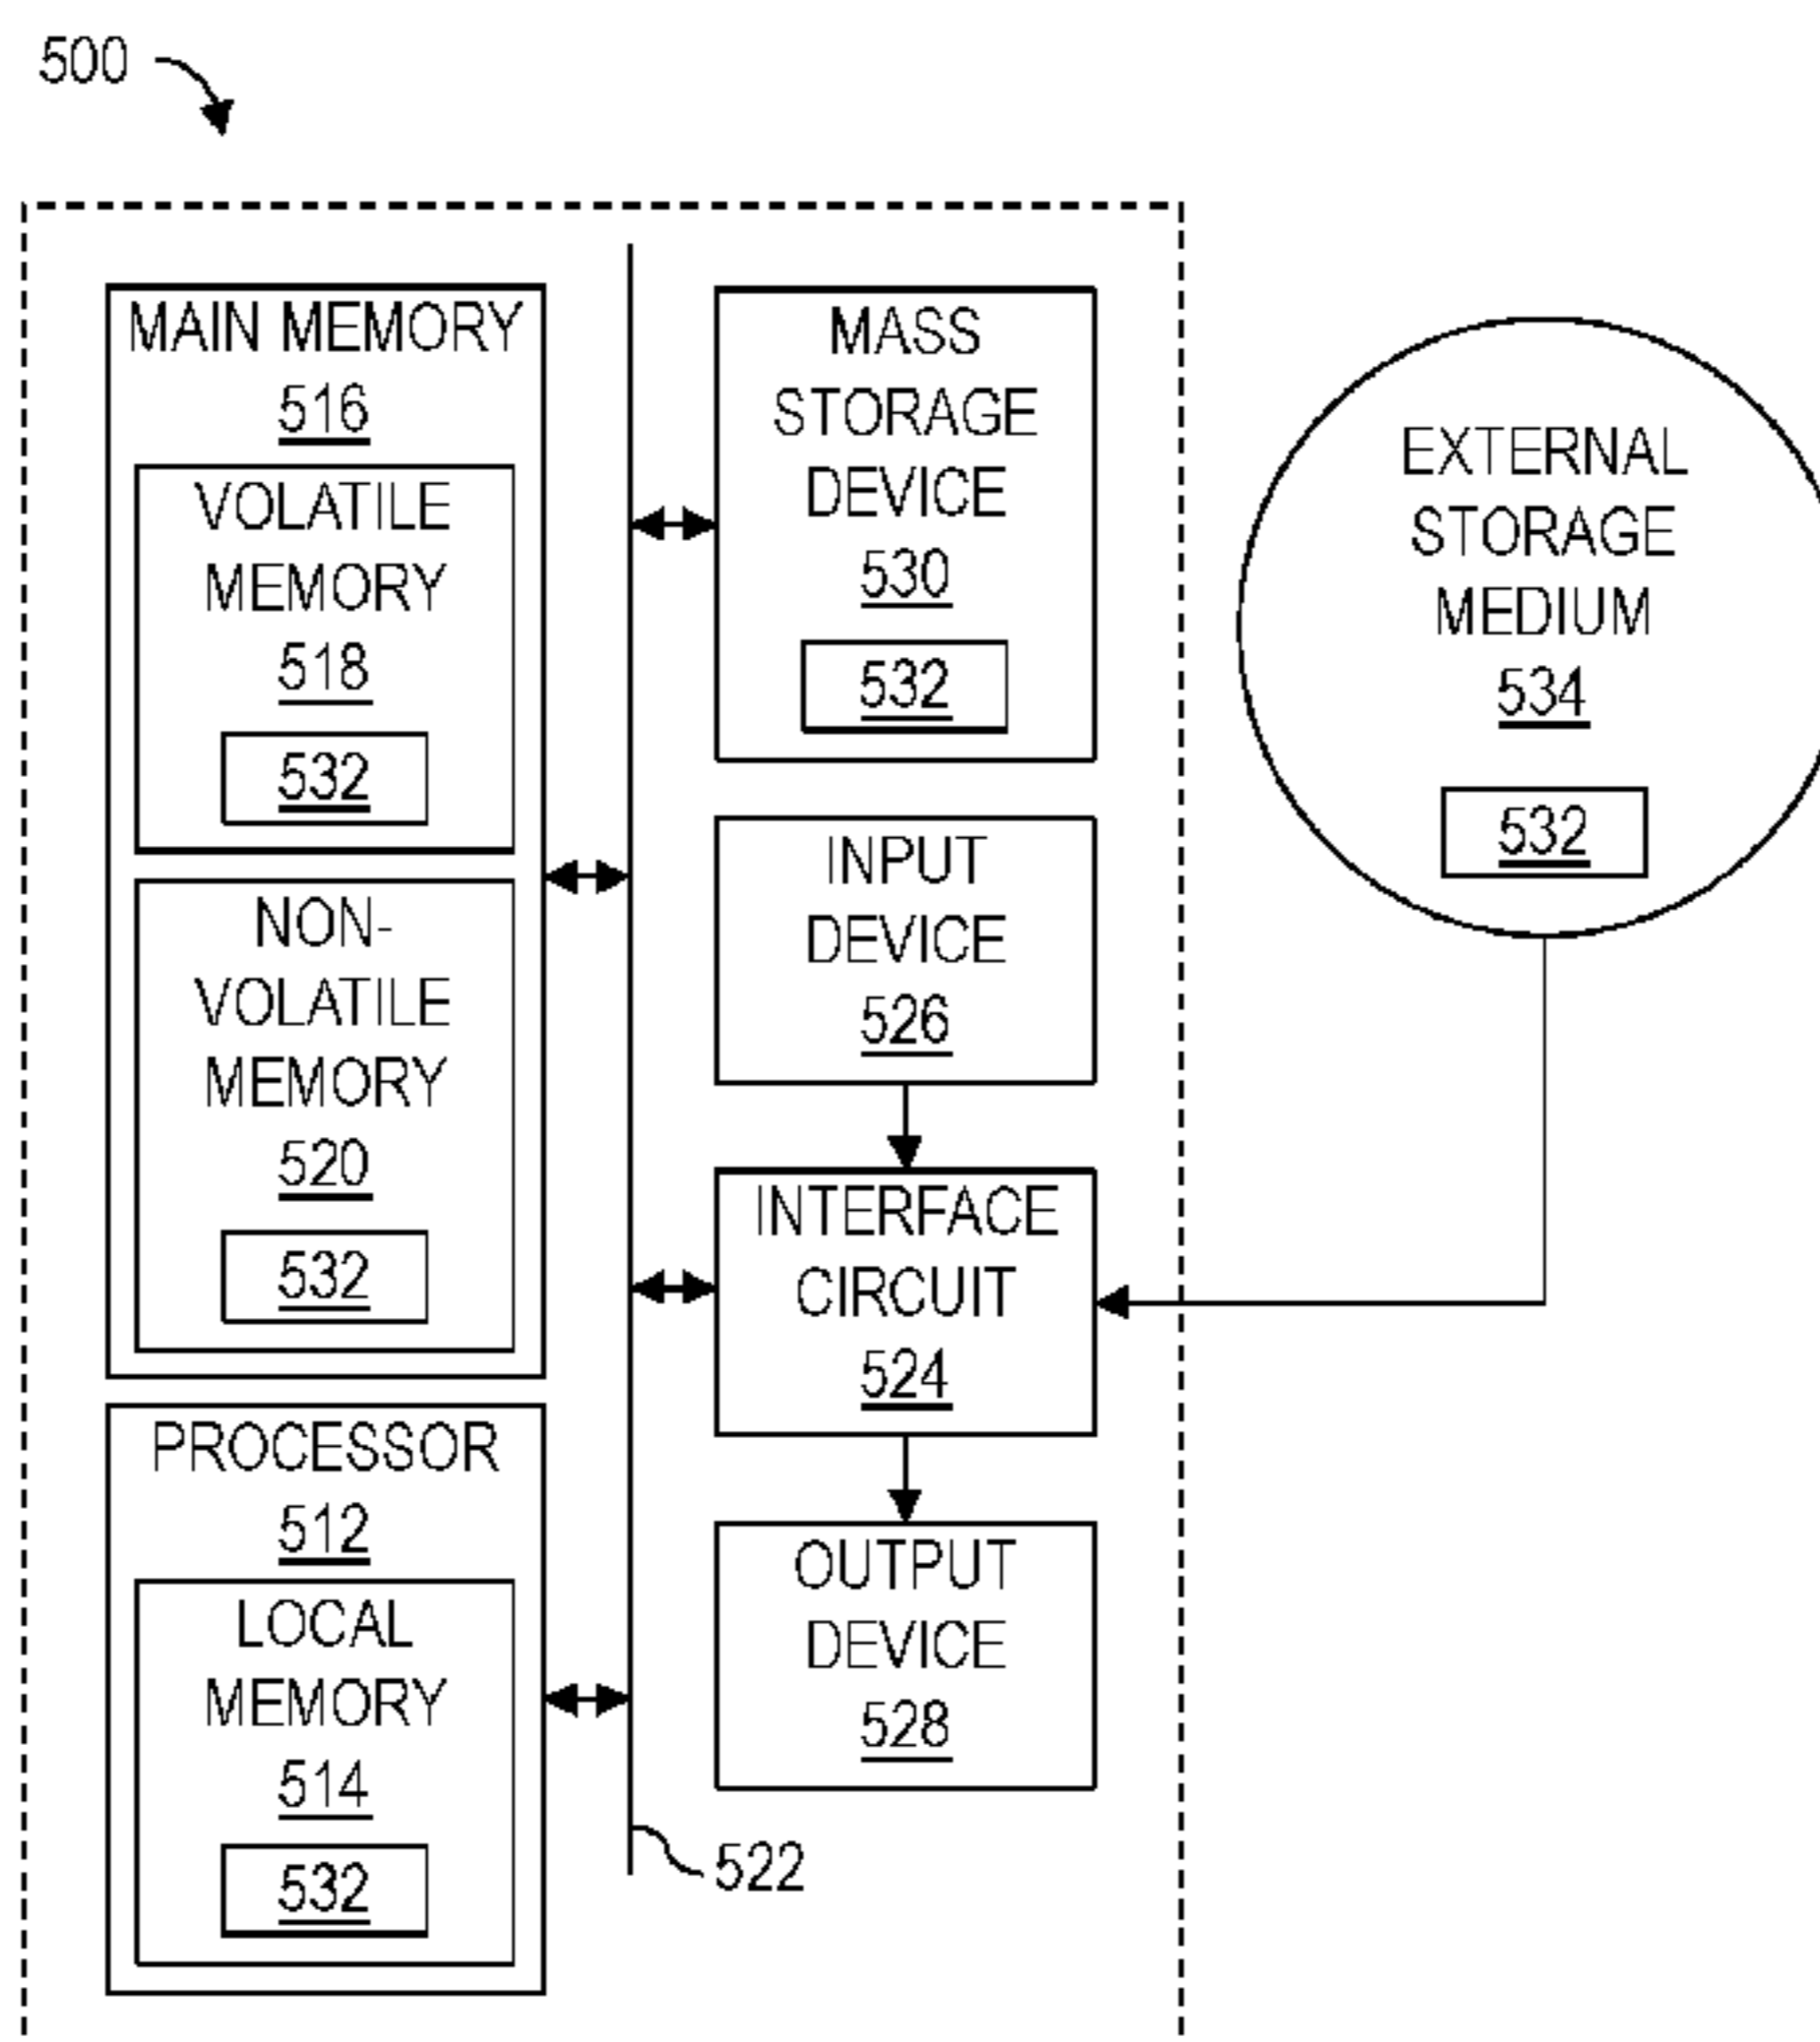 500
MAIN MEMORY
516
VOLATILE
MEMORY
518
532
NON-
VOLATILE
MEMORY
520
532
PROCESSOR
512
LOCAL
MEMORY
514
532
MASS
STORAGE
DEVICE
530
532
INPUT
DEVICE
526
INTERFACE
CIRCUIT
524
OUTPUT
DEVICE
528
522
EXTERNAL
STORAGE
MEDIUM
534
532